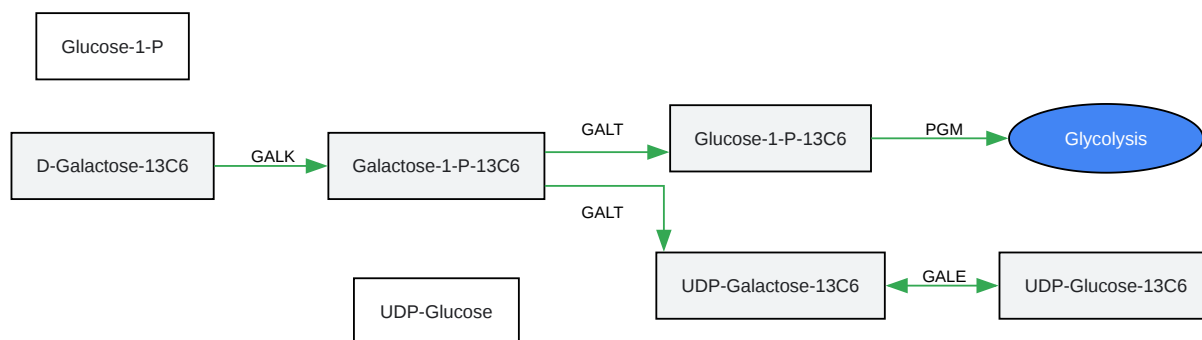 Glucose-1-P
D-Galactose-13C6
GALK
Galactose-1-P-13C6
GALT
Glucose-1-P-13C6
PGM
Glycolysis
GALT
UDP-Galactose-13C6
GALE
UDP-Glucose-13C6
UDP-Glucose